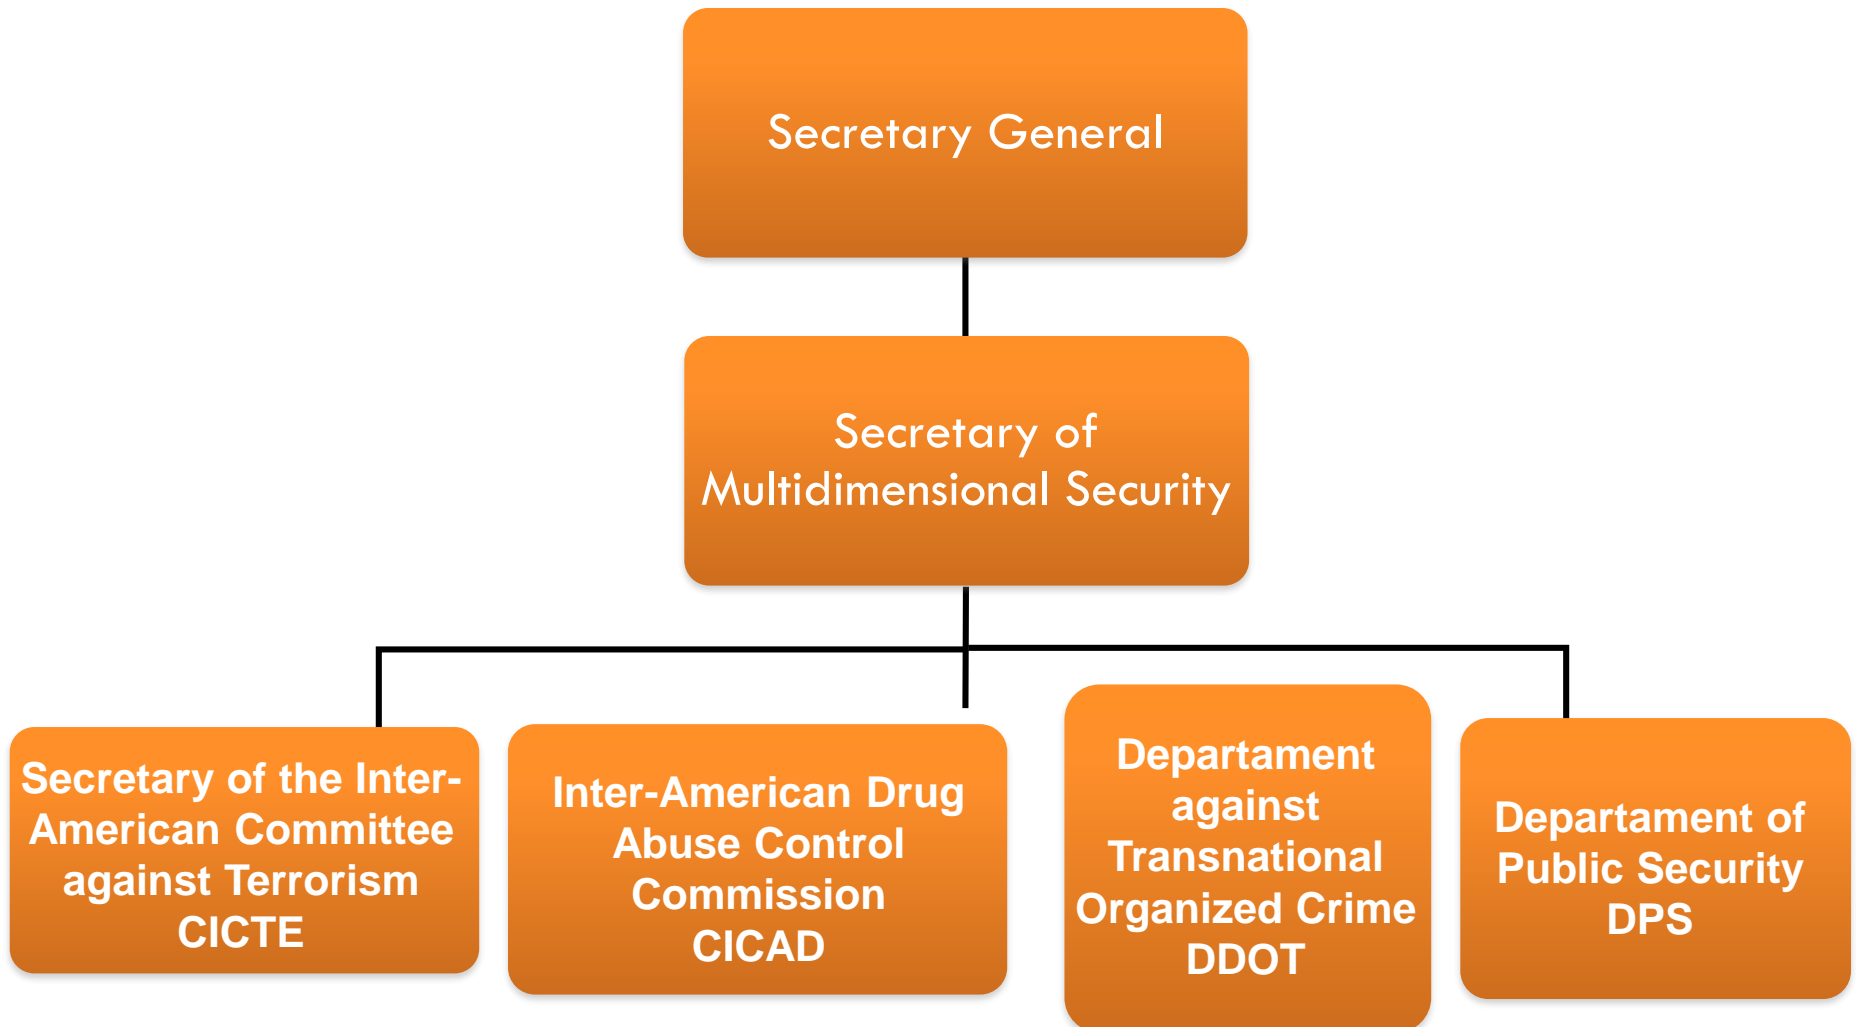 Secretary General
Secretary of
Multidimensional Security
Secretary of the Inter-
American Committee
against Terrorism
CICTE
Inter-American Drug
Abuse Control
Commission
CICAD
Departament
against
Transnational
Organized Crime
DDOT
Departament of
Public Security
DPS